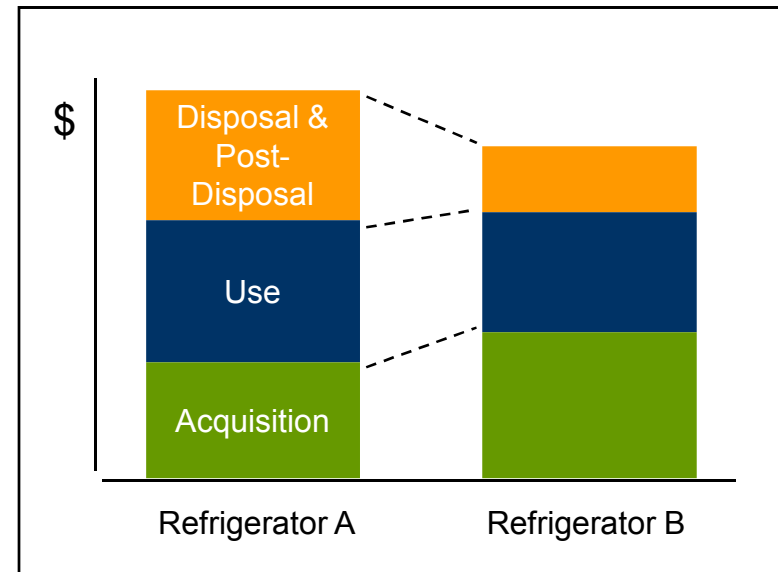 $
Disposal &
Post-
Disposal
Use
Acquisition
Refrigerator A
Refrigerator B